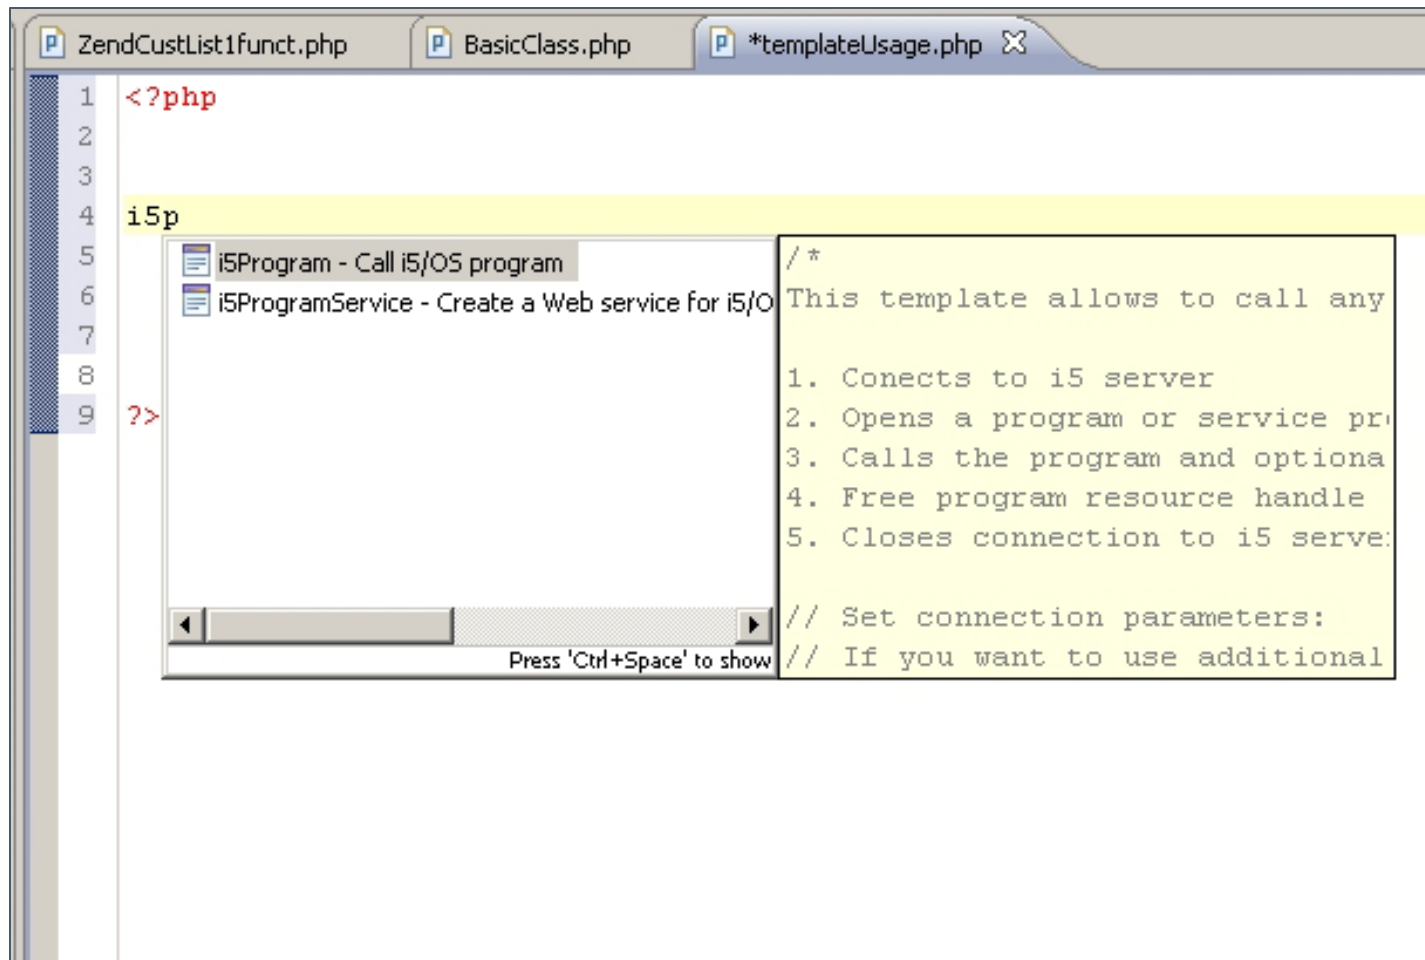 ZendCustList1funct.php BasicClass.php *templateUsage.php
1 <?php
2
3
4 i5p
5
6
7
8
9 ?>
i5Program - Call i5/OS program
i5ProgramService - Create a Web service for i5/O
Press 'Ctrl+Space' to show
/*
This template allows to call any
1. Conects to i5 server
2. Opens a program or service pr
3. Calls the program and optiona
4. Free program resource handle
5. Closes connection to i5 serve
// Set connection parameters:
// If you want to use additional